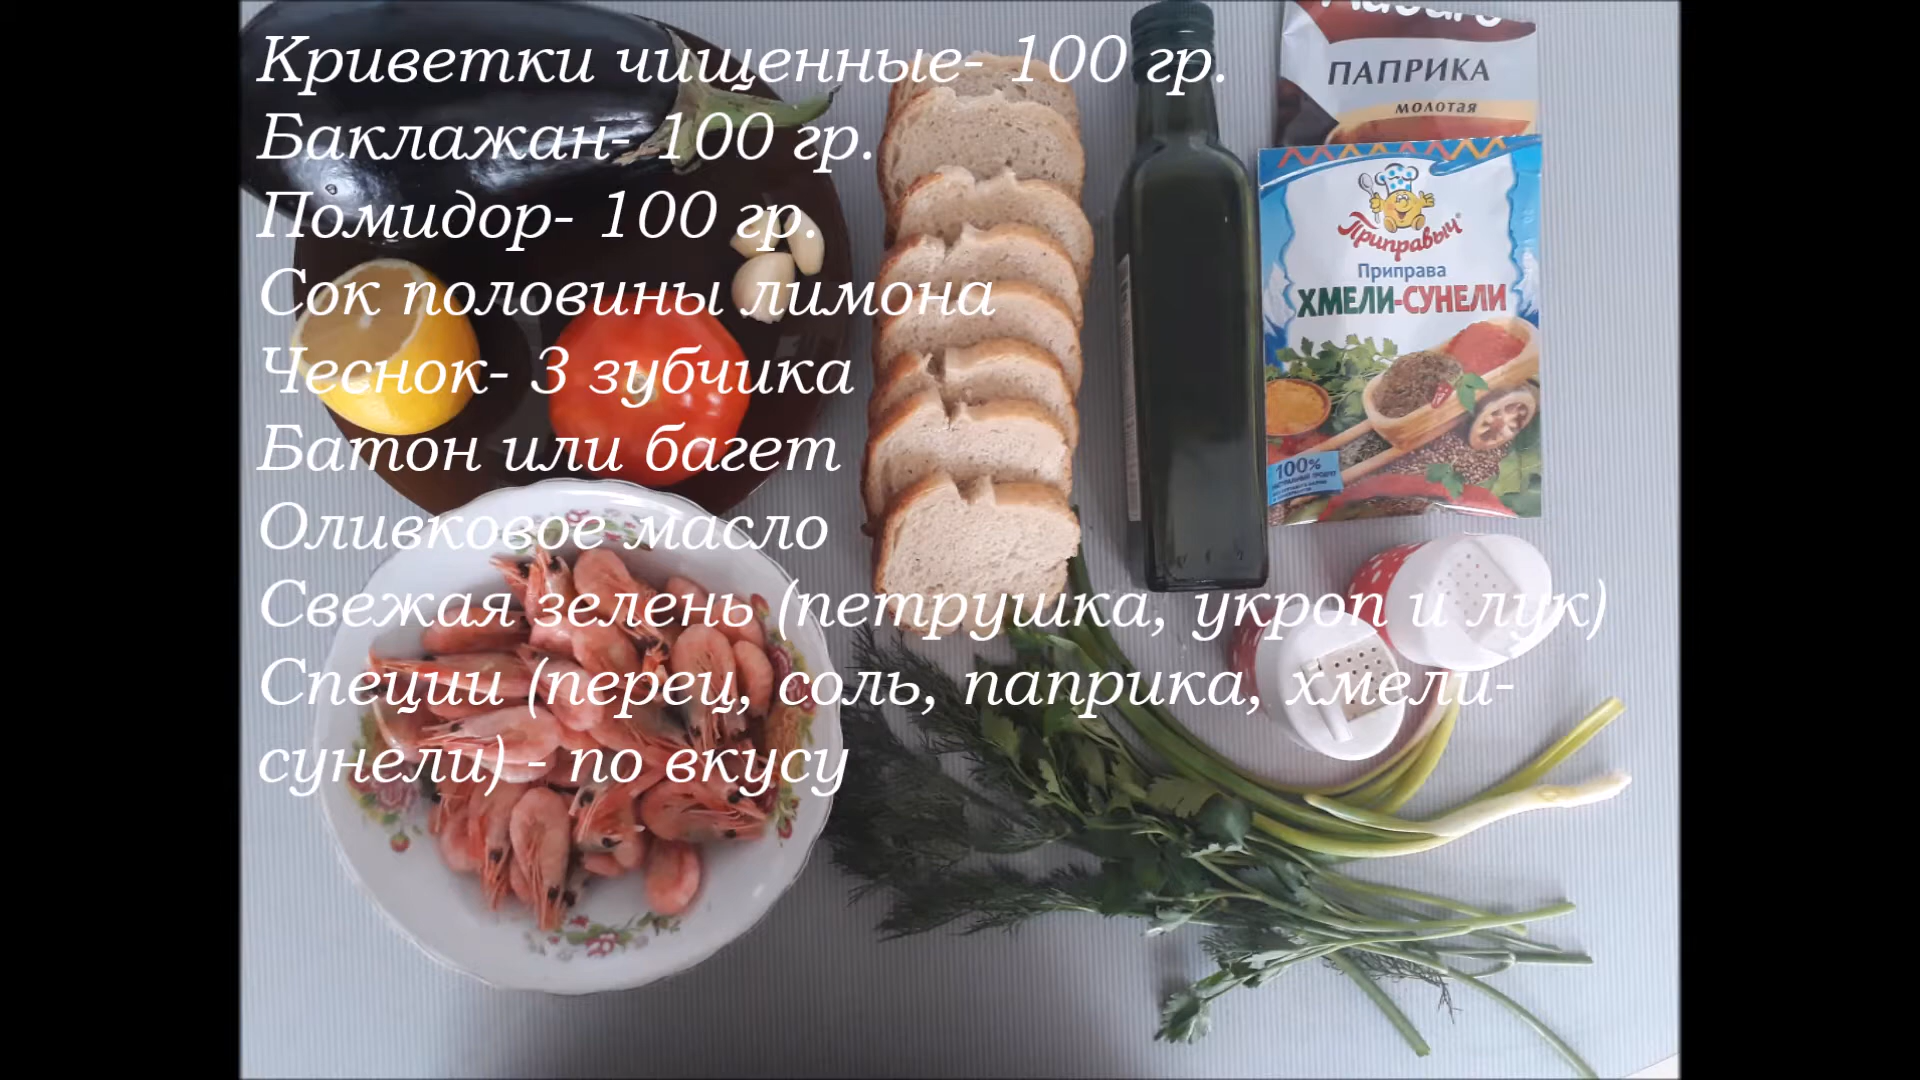 Криветки чищенные- 100 гр.
Баклажан- 100 гр.
Помидор- 100 гр.
Сок половины лимона
Чеснок- 3 зубчика
Батон или багет
Оливковое масло
Свежая зелень (петрушка, укроп и лук)
Специи (перец, соль, паприка, хмели-
сунели) - по вкусу
ПАПРИКА
молотая
Приправыч
Приправа
ХМЕЛИ-СУНЕЛИ
100%